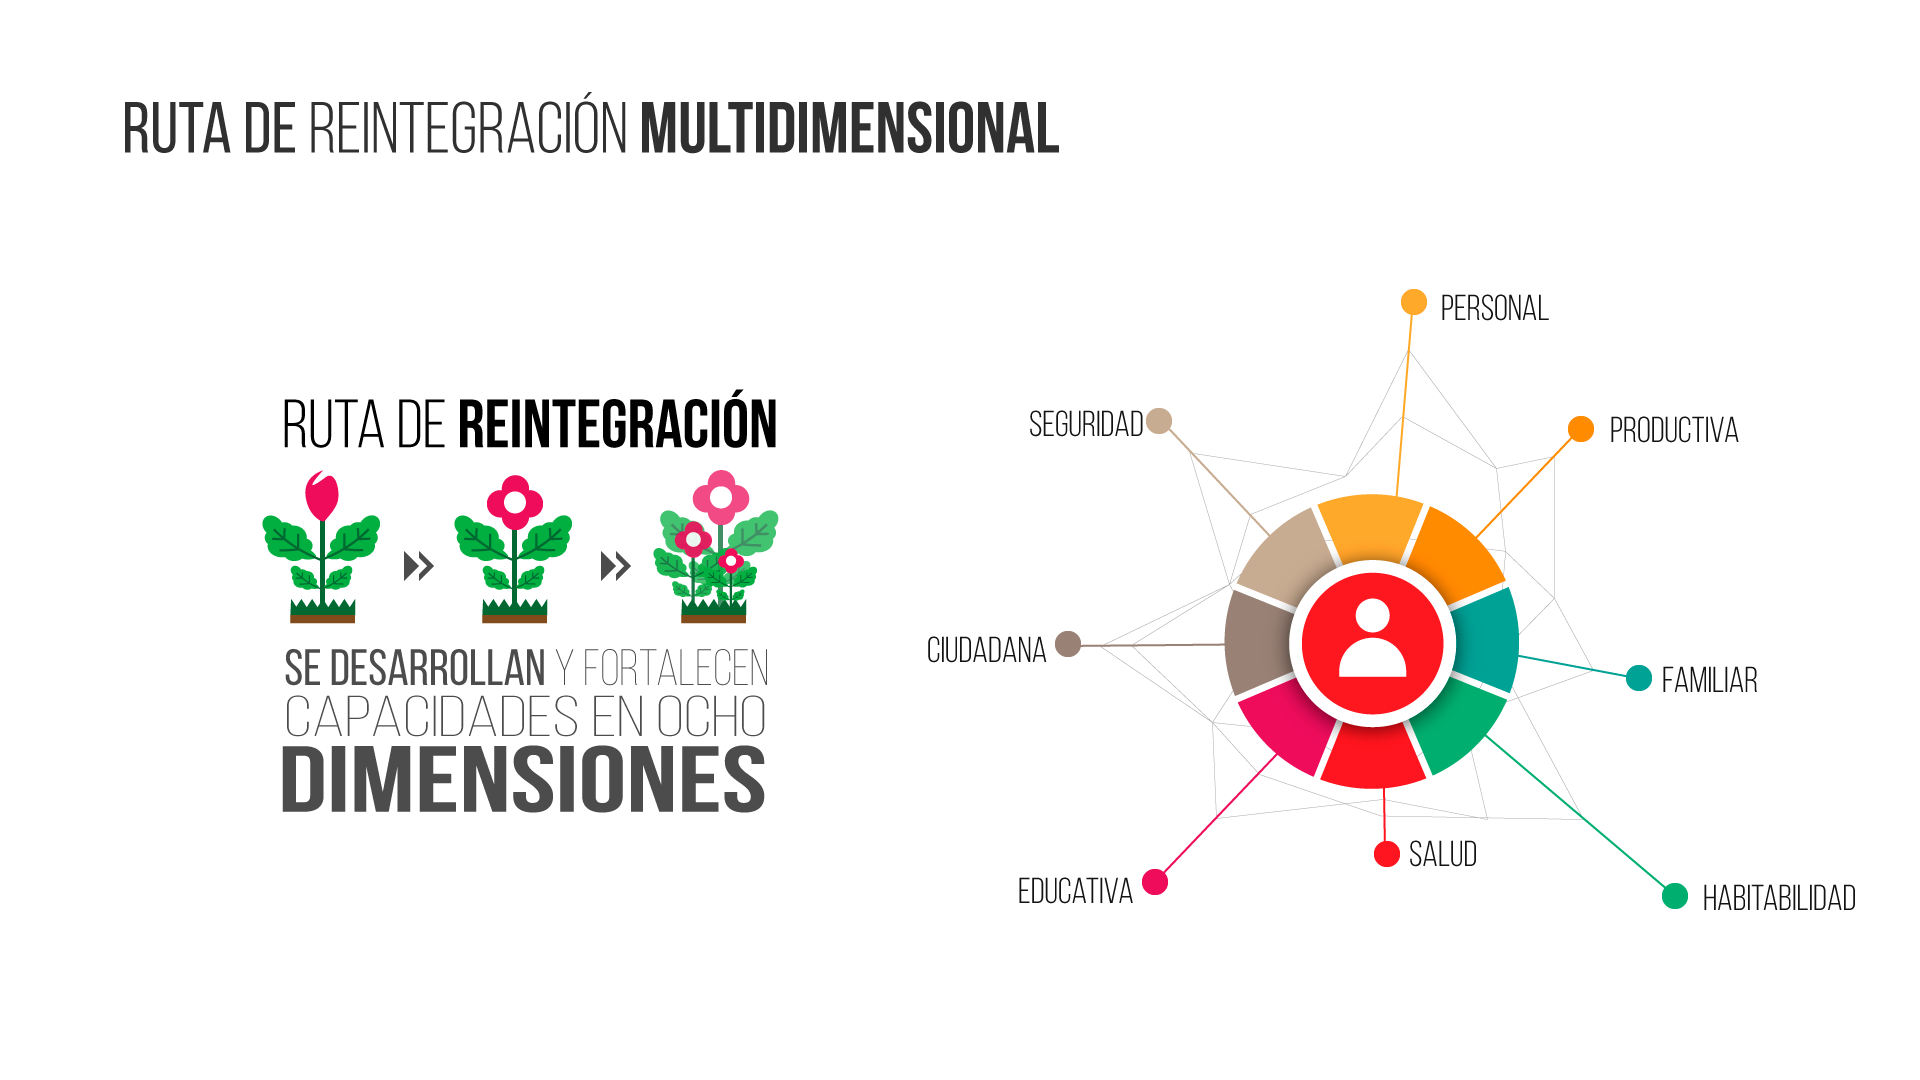 RUTA DE REINTEGRACIÓN MULTIDIMENSIONAL
RUTA DE REINTEGRACIÓN
SE DESARROLLAN Y FORTALECEN
CAPACIDADES EN OCHO
DIMENSIONES
PERSONAL
SEGURIDAD
PRODUCTIVA
CIUDADANA
FAMILIAR
SALUD
EDUCATIVA
HABITABILIDAD